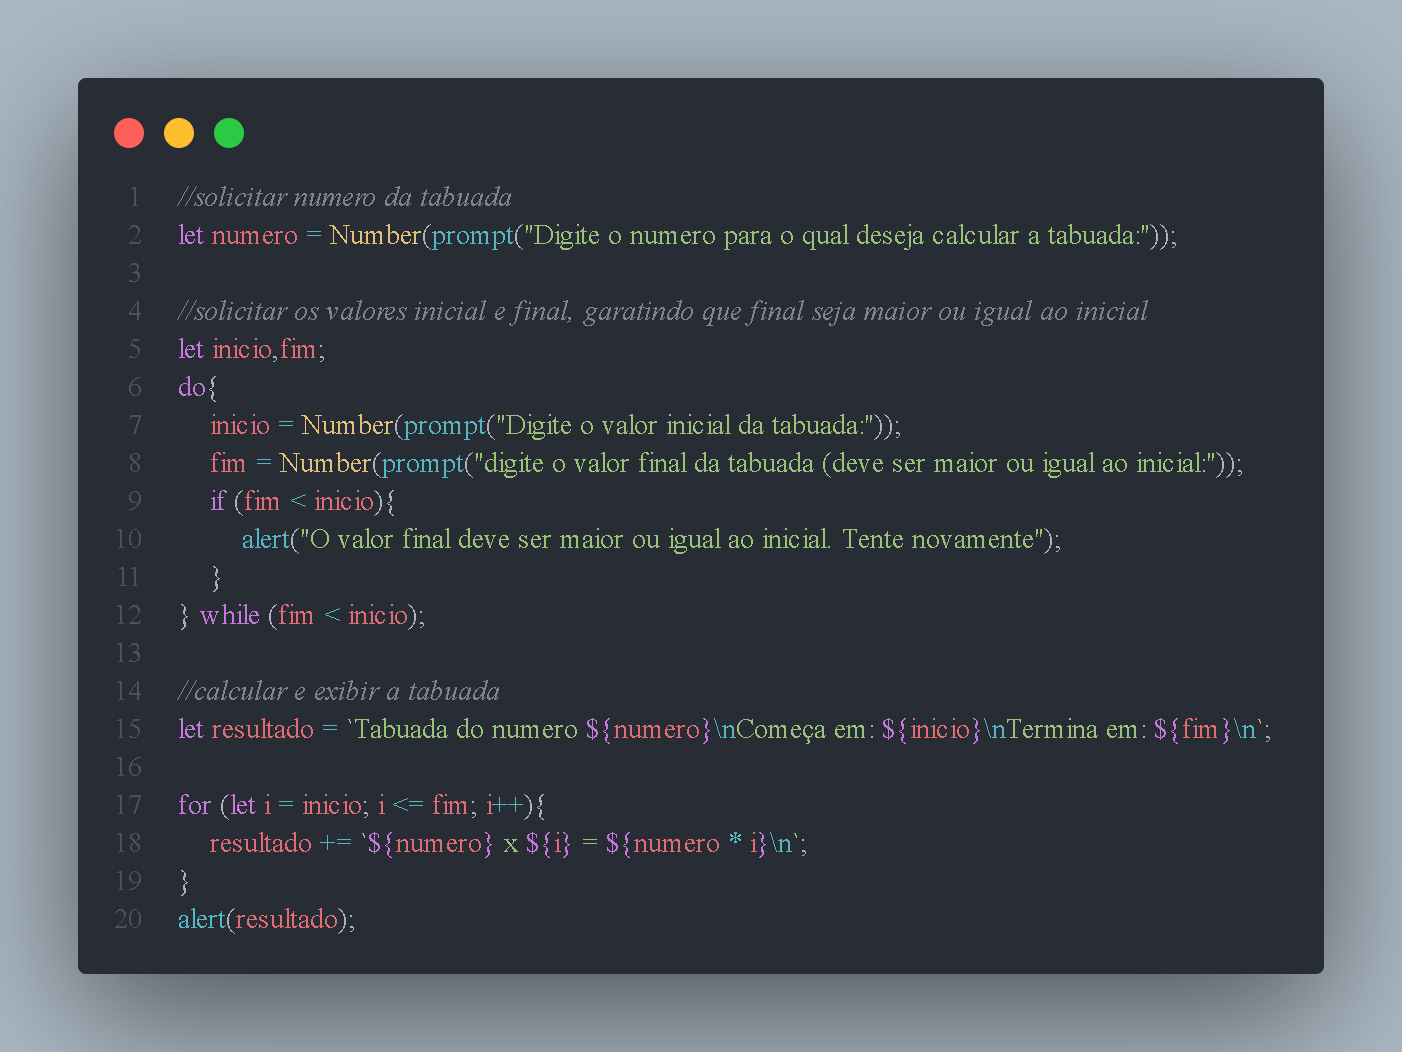 1 //solicitar numero da tabuada
2 let numero = Number(prompt("Digite o numero para o qual deseja calcular a tabuada:"));
3
4 //solicitar os valores inicial e final, garatindo que final seja maior ou igual ao inicial
5 let inicio,fim;
6 do{
7 inicio = Number(prompt("Digite o valor inicial da tabuada:"));
8 fim = Number(prompt("digite o valor final da tabuada (deve ser maior ou igual ao inicial:"));
9 if (fim < inicio){
10 alert("O valor final deve ser maior ou igual ao inicial. Tente novamente");
11 }
12 } while (fim < inicio);
13
14 //calcular e exibir a tabuada
15 let resultado = `Tabuada do numero ${numero}\nComeça em: ${inicio}\nTermina em: ${fim}\n`;
16
17 for (let i = inicio; i <= fim; i++){
18 resultado += `${numero} x ${i} = ${numero * i}\n`;
19 }
20 alert(resultado);